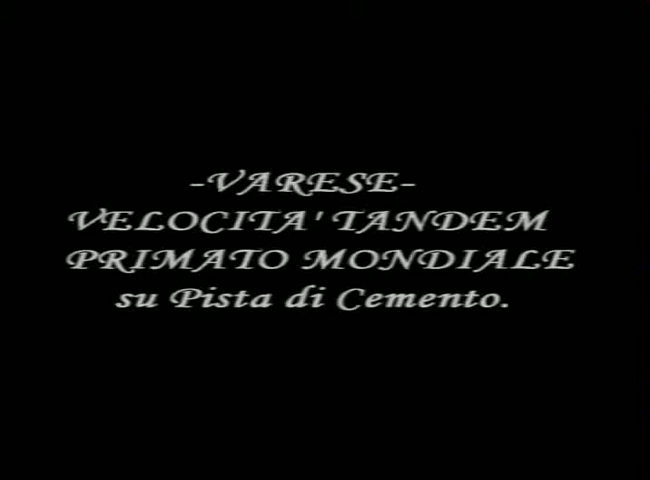 -VARESE-
VELOCITA' TANDEM
PRIMATO MONDIALE
su Pista di Cemento.